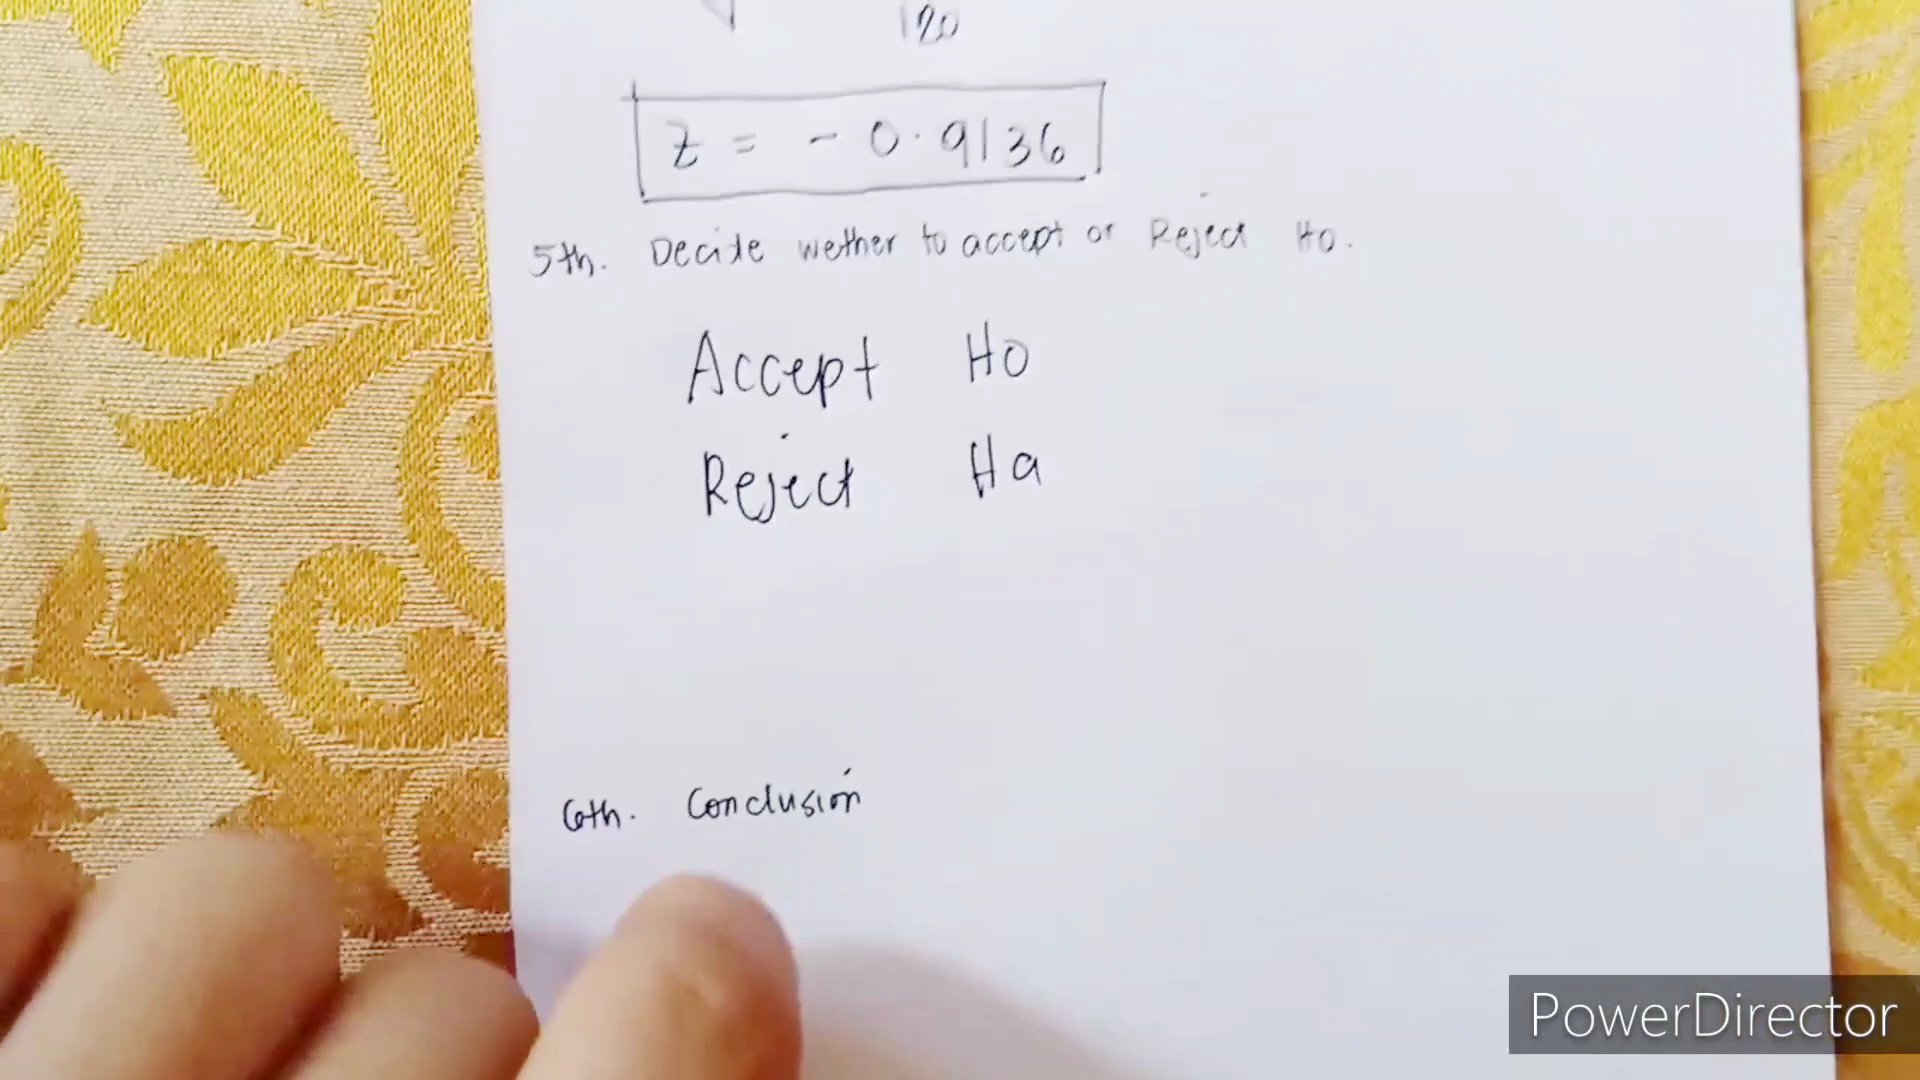 120
z = - 0.9136
5th. Decide wether to accept or Reject Ho.
Accept Ho
Reject Ha
6th. Conclusion
PowerDirector